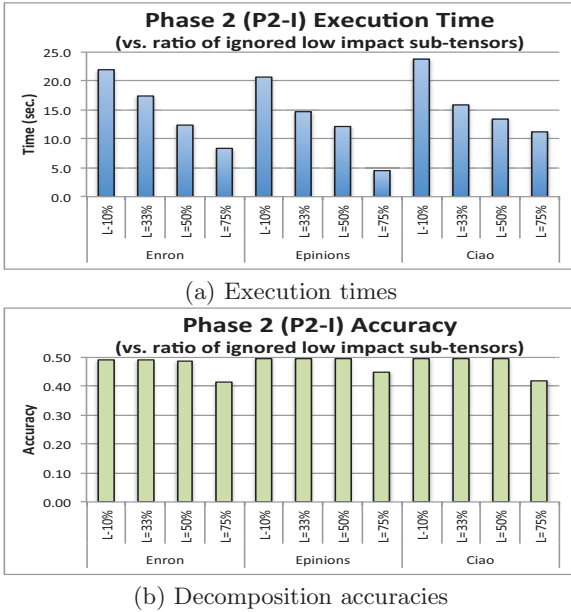 Phase 2 (P2-I) Execution Time
(vs. ratio of ignored low impact sub-tensors)
Time (sec.)
25.0
20.0
15.0
10.0
5.0
0.0
L-10% L=33% L=50% L=75% L-10% L=33% L=50% L=75% L-10% L=33% L=50% L=75%
Enron Epinions Ciao
(a) Execution times
Phase 2 (P2-I) Accuracy
(vs. ratio of ignored low impact sub-tensors)
Accuracy
0.50
0.40
0.30
0.20
0.10
0.00
L-10% L=33% L=50% L=75% L-10% L=33% L=50% L=75% L-10% L=33% L=50% L=75%
Enron Epinions Ciao
(b) Decomposition accuracies